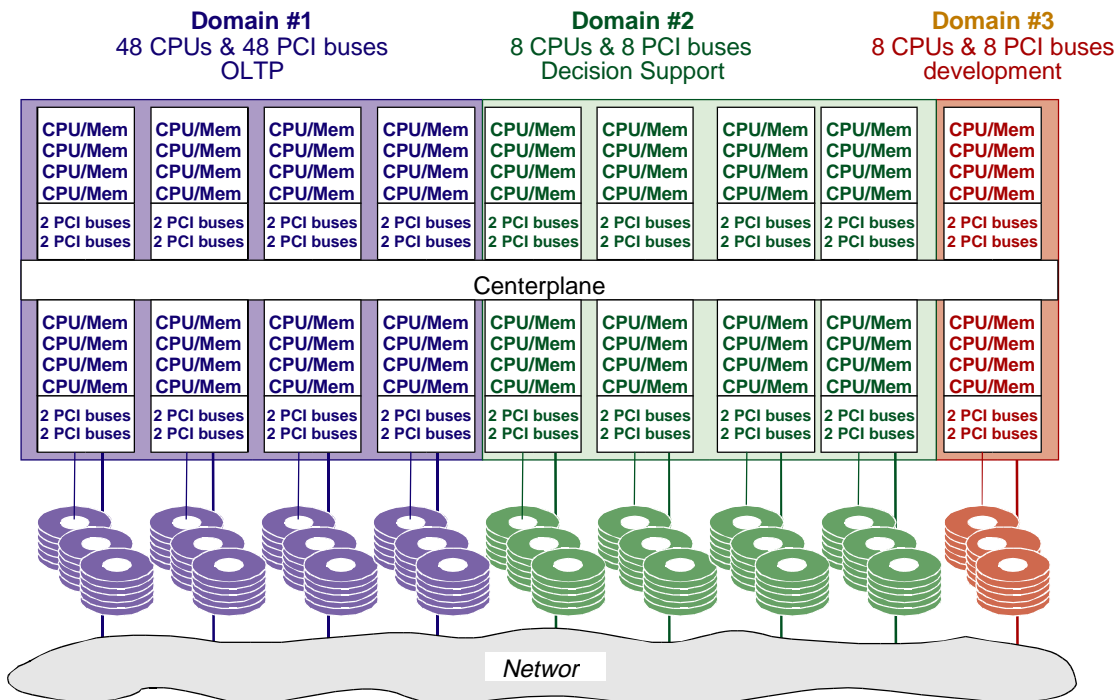 Domain #1
48 CPUs & 48 PCI buses
OLTP
Domain #2
8 CPUs & 8 PCI buses
Decision Support
Domain #3
8 CPUs & 8 PCI buses
development
CPU/Mem CPU/Mem CPU/Mem CPU/Mem CPU/Mem CPU/Mem CPU/Mem CPU/Mem CPU/Mem
CPU/Mem CPU/Mem CPU/Mem CPU/Mem CPU/Mem CPU/Mem CPU/Mem CPU/Mem CPU/Mem
CPU/Mem CPU/Mem CPU/Mem CPU/Mem CPU/Mem CPU/Mem CPU/Mem CPU/Mem CPU/Mem
CPU/Mem CPU/Mem CPU/Mem CPU/Mem CPU/Mem CPU/Mem CPU/Mem CPU/Mem CPU/Mem
2 PCI buses 2 PCI buses 2 PCI buses 2 PCI buses 2 PCI buses 2 PCI buses 2 PCI buses 2 PCI buses 2 PCI buses
2 PCI buses 2 PCI buses 2 PCI buses 2 PCI buses 2 PCI buses 2 PCI buses 2 PCI buses 2 PCI buses 2 PCI buses
Centerplane
CPU/Mem CPU/Mem CPU/Mem CPU/Mem CPU/Mem CPU/Mem CPU/Mem CPU/Mem CPU/Mem
CPU/Mem CPU/Mem CPU/Mem CPU/Mem CPU/Mem CPU/Mem CPU/Mem CPU/Mem CPU/Mem
CPU/Mem CPU/Mem CPU/Mem CPU/Mem CPU/Mem CPU/Mem CPU/Mem CPU/Mem CPU/Mem
CPU/Mem CPU/Mem CPU/Mem CPU/Mem CPU/Mem CPU/Mem CPU/Mem CPU/Mem CPU/Mem
2 PCI buses 2 PCI buses 2 PCI buses 2 PCI buses 2 PCI buses 2 PCI buses 2 PCI buses 2 PCI buses 2 PCI buses
2 PCI buses 2 PCI buses 2 PCI buses 2 PCI buses 2 PCI buses 2 PCI buses 2 PCI buses 2 PCI buses 2 PCI buses
Networ